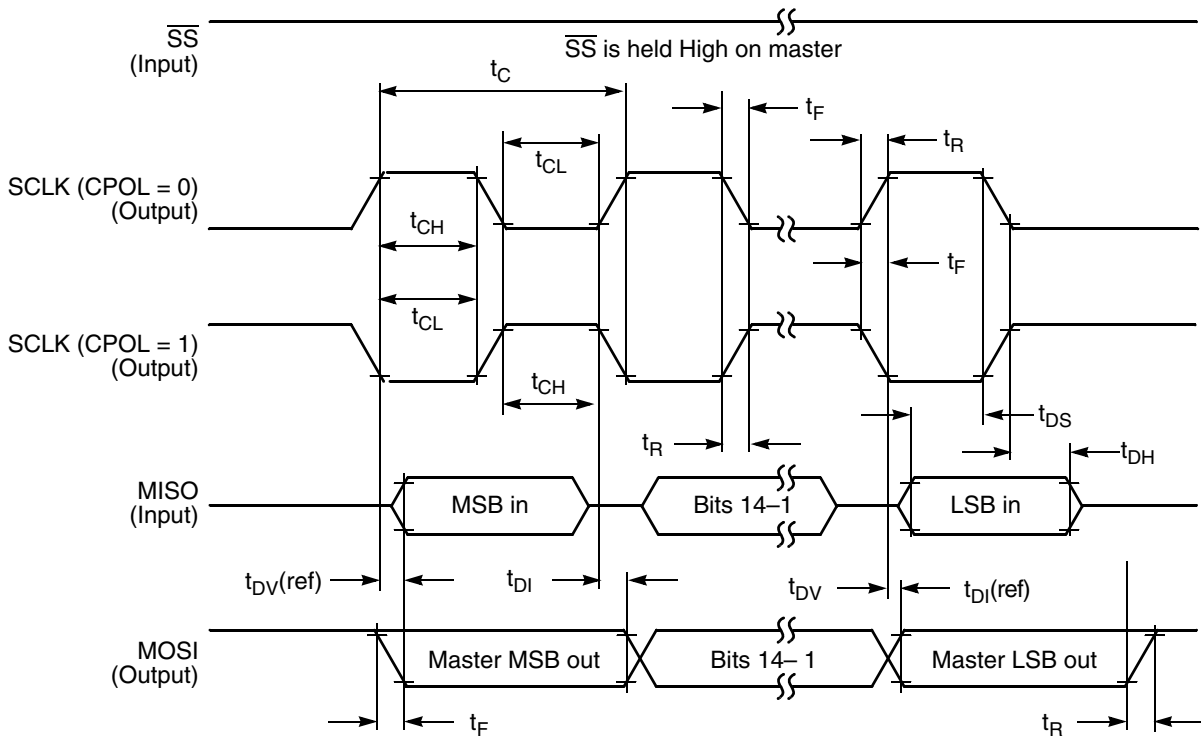 SS
(Input)
SS is held High on master
tC
tF
tR
tCL
SCLK (CPOL = 0)
(Output)
tCH
tF
tCL
SCLK (CPOL = 1)
(Output)
tCH
tDS
tR
tDH
MISO
(Input)
MSB in
Bits 14–1
LSB in
tDV(ref)
tDI
tDV
tDI(ref)
MOSI
(Output)
Master MSB out
Bits 14– 1
Master LSB out
tF
tR